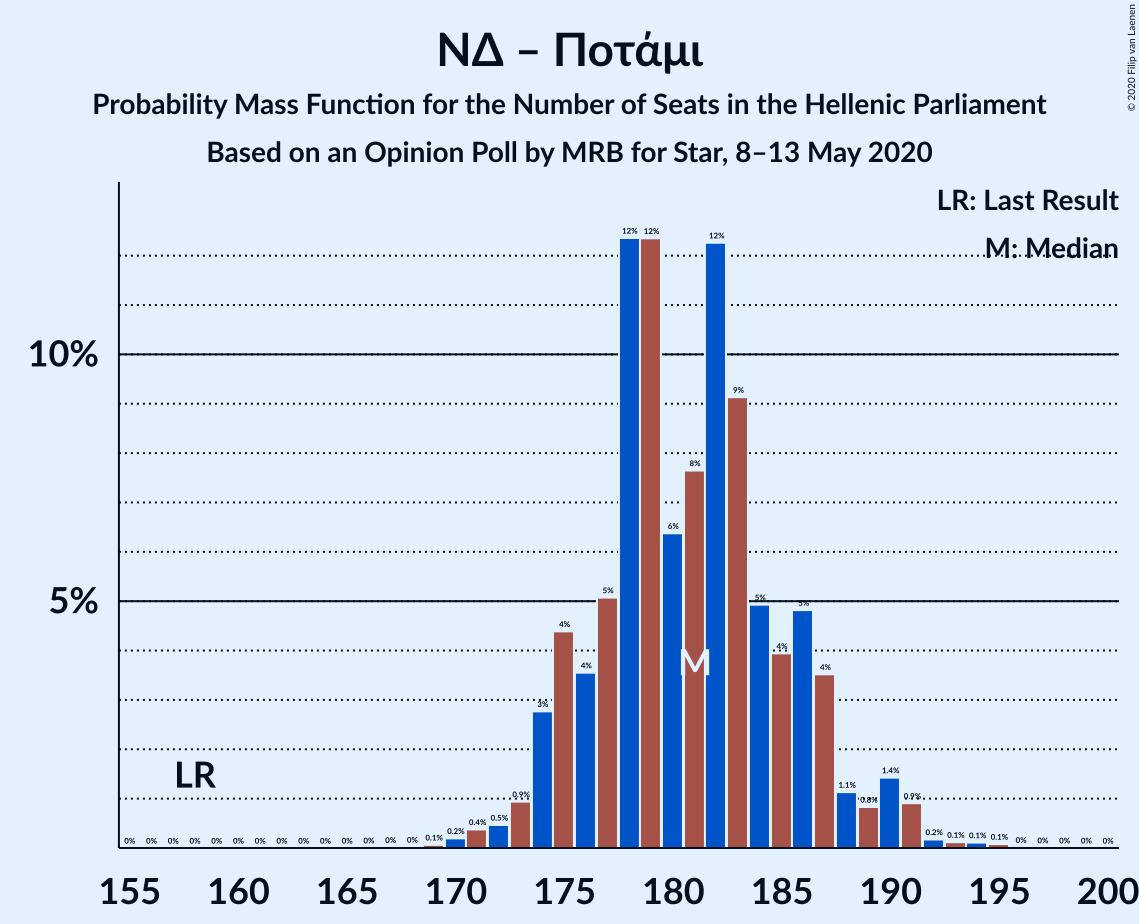 © 2020 Filip van Laenen
ΝΔ – Ποτάμι
Probability Mass Function for the Number of Seats in the Hellenic Parliament
Based on an Opinion Poll by MRB for Star, 8–13 May 2020
LR: Last Result
M: Median
10%
5%
LR
M
0% 0% 0% 0% 0% 0% 0% 0% 0% 0% 0% 0% 0% 0% 0.1% 0.2% 0.4% 0.5% 0.9% 3% 4% 4% 5% 12% 12% 6% 8% 12% 9% 5% 4% 5% 4% 1.1% 0.8% 1.4% 0.9% 0.2% 0.1% 0.1% 0.1% 0% 0% 0% 0% 0%
155 160 165 170 175 180 185 190 195 200